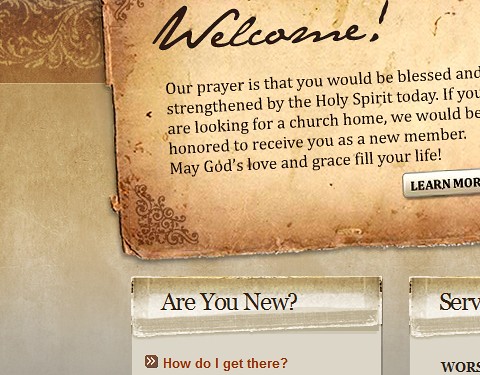 Welcome!
Our prayer is that you would be blessed and
strengthened by the Holy Spirit today. If you
are looking for a church home, we would be
honored to receive you as a new member.
May God's love and grace fill your life!
LEARN MOR
Are You New?
Serv
How do I get there?
WORS